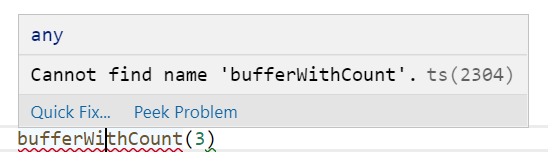 any
Cannot find name 'bufferWithCount'. ts(2304)
Quick Fix... Peek Problem
bufferWithCount(3)